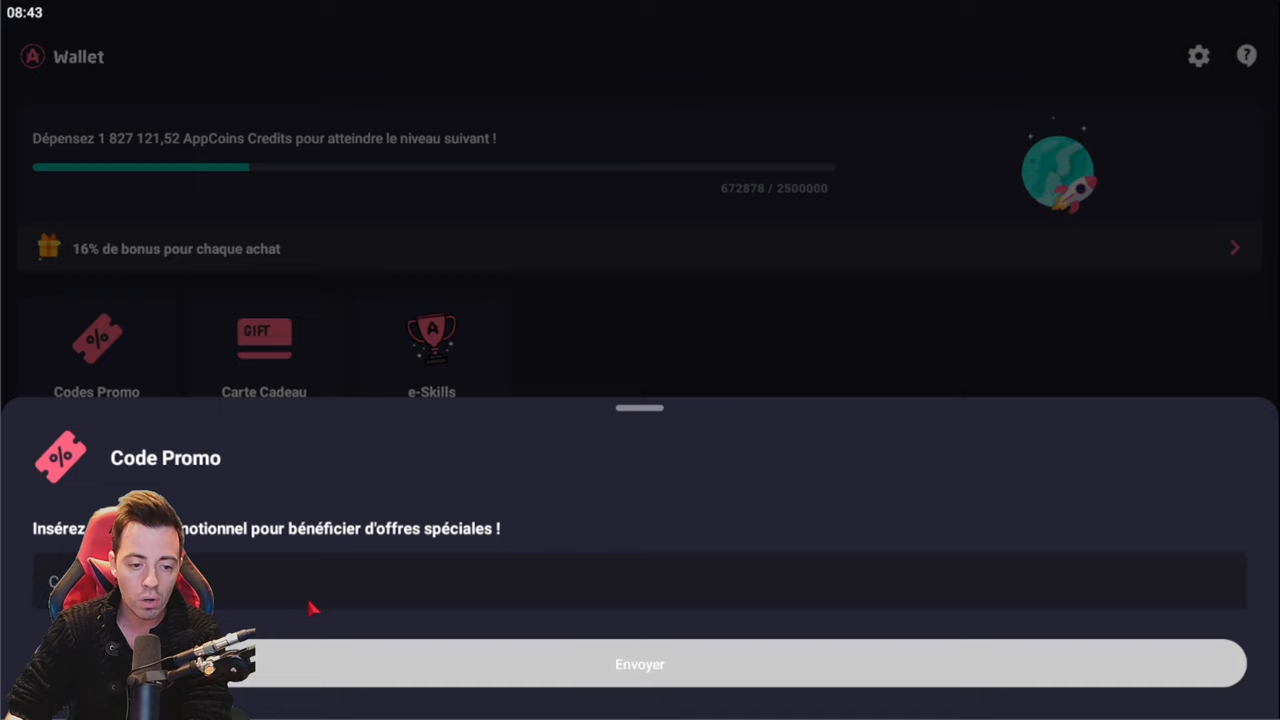 08:43
Wallet
Dépensez 1 827 121,52 AppCoins Credits pour atteindre le niveau suivant !
672878 / 2500000
16% de bonus pour chaque achat
GIFT
Codes Promo
Carte Cadeau
e-Skills
Code Promo
Insérez motionnel pour bénéficier d'offres spéciales !
Envoyer